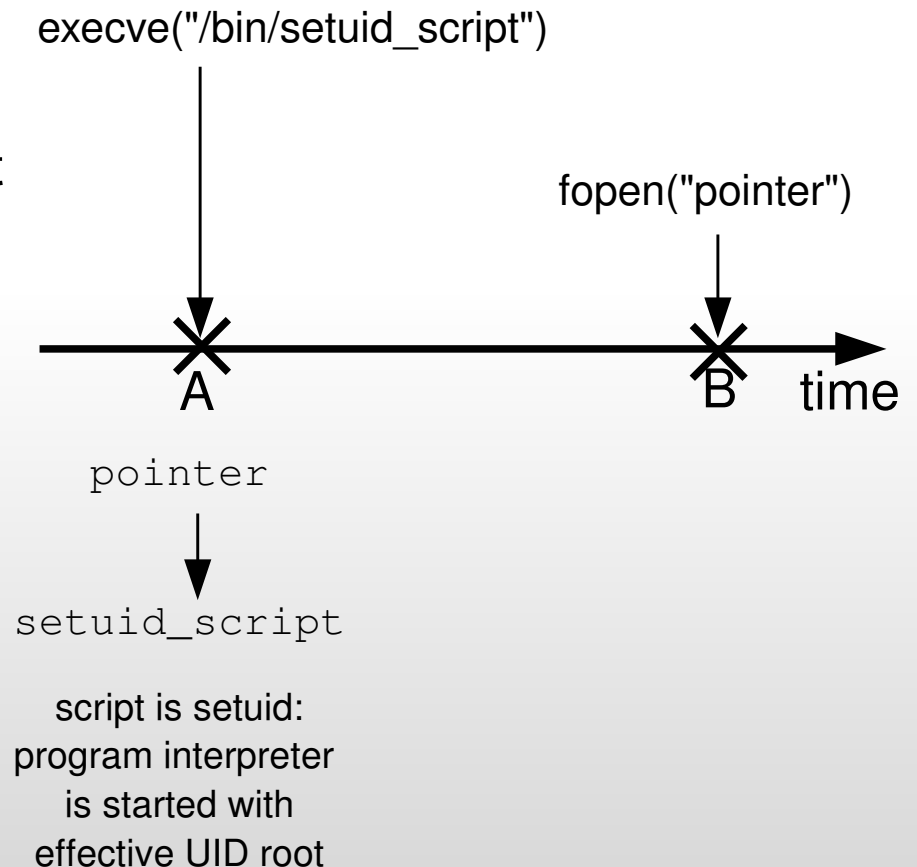 execve("/bin/setuid_script")
fopen("pointer")
A
B
time
pointer
setuid_script
script is setuid:
program interpreter
is started with
effective UID root